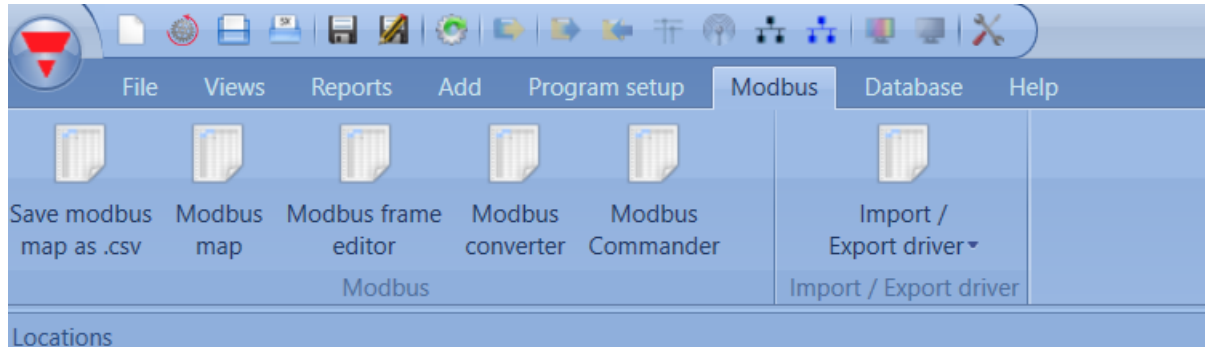 SX
File Views Reports Add Program setup Modbus Database Help
Save modbus map as .csv
Modbus map
Modbus frame editor
Modbus converter
Modbus Commander
Import / Export driver
Modbus
Import / Export driver
Locations